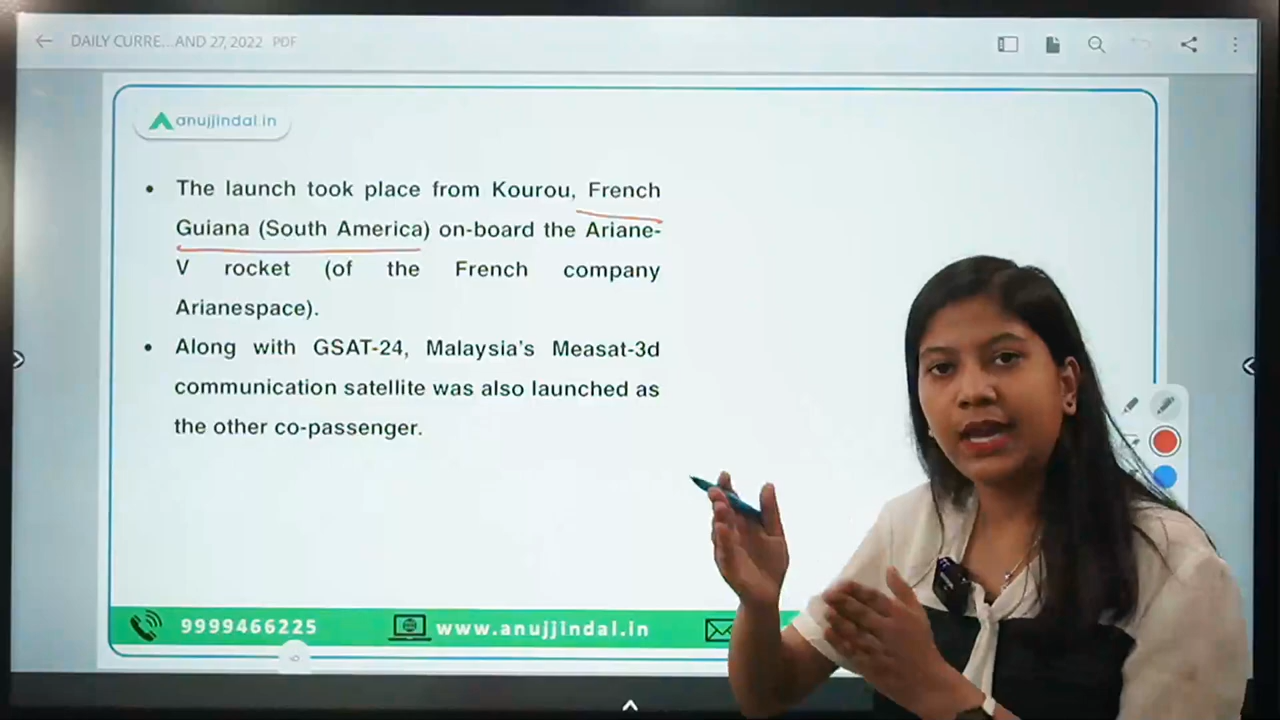 DAILY CURRE...AND 27, 2022 PDF
anujjindal.in
• The launch took place from Kourou, French
Guiana (South America) on-board the Ariane-
V rocket (of the French company
Arianespace).
• Along with GSAT-24, Malaysia's Measat-3d
communication satellite was also launched as
the other co-passenger.
9999466225
www.anujjindal.in